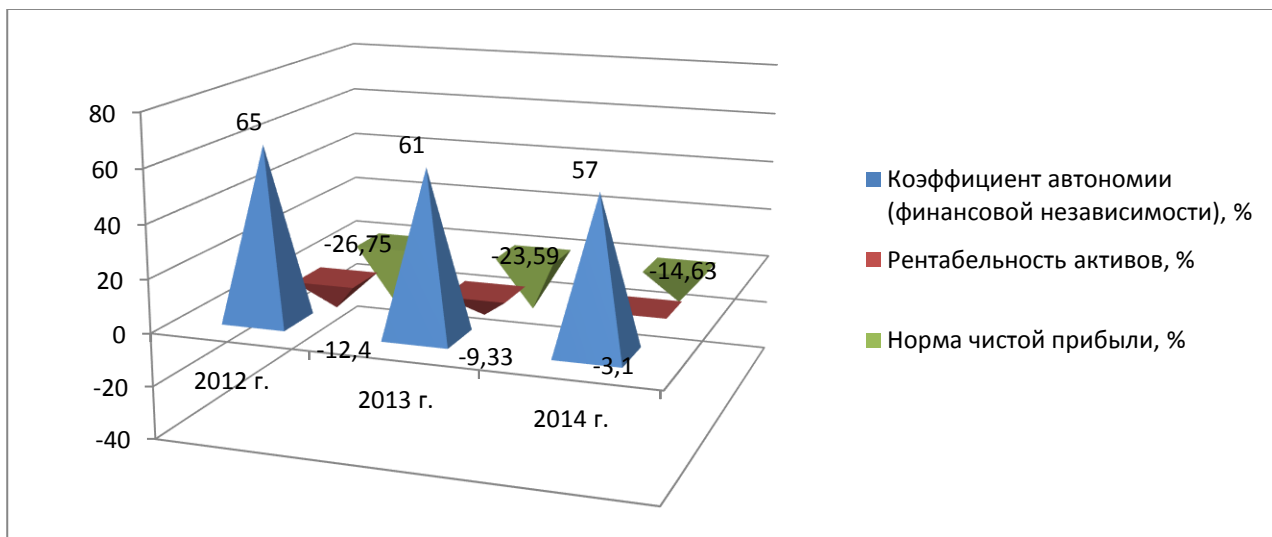 80
60
40
20
0
-20
-40
65
61
57
-26,75
-23,59
-14,63
-12,4
-9,33
-3,1
2012 г.
2013 г.
2014 г.
Коэффициент автономии
(финансовой независимости), %
Рентабельность активов, %
Норма чистой прибыли, %